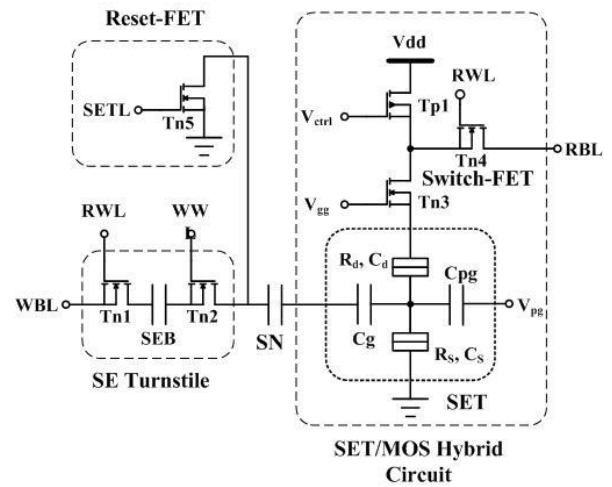 Reset-FET
SETL
Tn5
Vdd
RWL
Vctrl
Tp1
Tn4
RBL
Switch-FET
Vgg
Tn3
RWL
WW
L
Rd, Cd
Cpg
Vpg
WBL
Tn1
SEB
Tn2
SN
Cg
Rs, Cs
SE Turnstile
SET
SET/MOS Hybrid
Circuit